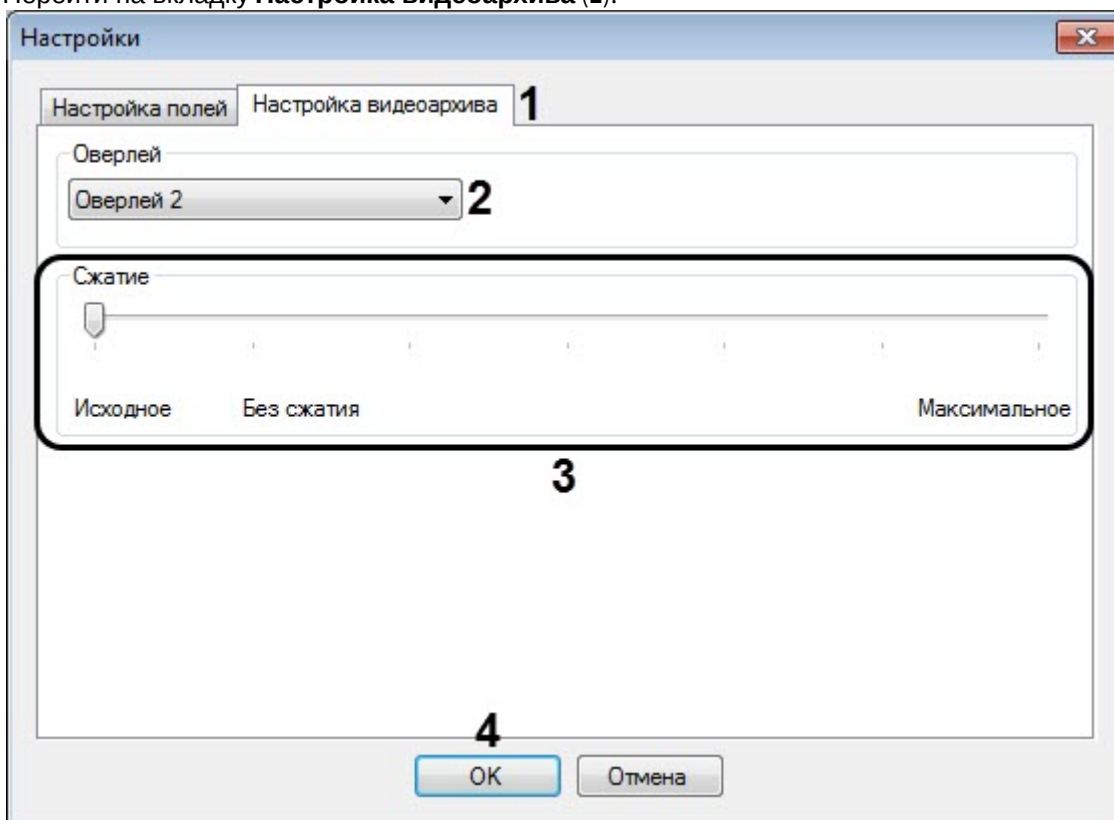 Перейти на вкладку Настройка видеоархива (1).
Настройки
Настройка полей Настройка видеоархива 1
Оверлей
Оверлей 2 2
Сжатие
Исходное Без сжатия Максимальное
3
4
OK Отмена